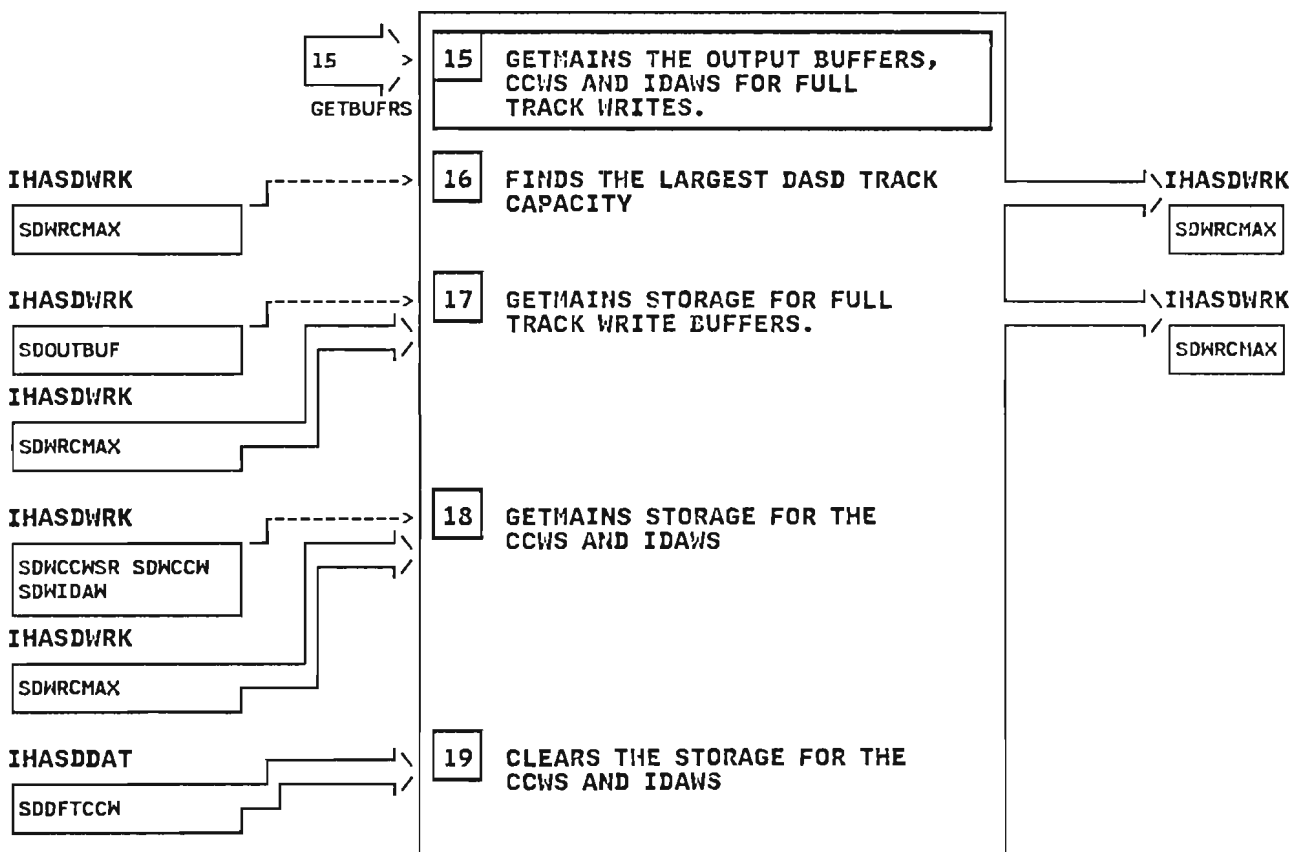 15
GETBUFRS
15 GETMAINS THE OUTPUT BUFFERS,
CCWS AND IDAWS FOR FULL
TRACK WRITES.
IHASDWRK
SDWRCMAX
16 FINDS THE LARGEST DASD TRACK
CAPACITY
IHASDWRK
SDWRCMAX
IHASDWRK
SDOUTBUF
IHASDWRK
SDWRCMAX
17 GETMAINS STORAGE FOR FULL
TRACK WRITE BUFFERS.
IHASDWRK
SDWRCMAX
IHASDWRK
SDWCCWSR SDWCCW
SDWIDAW
IHASDWRK
SDWRCMAX
18 GETMAINS STORAGE FOR THE
CCWS AND IDAWS
IHASDDAT
SDDFTCCW
19 CLEARS THE STORAGE FOR THE
CCWS AND IDAWS